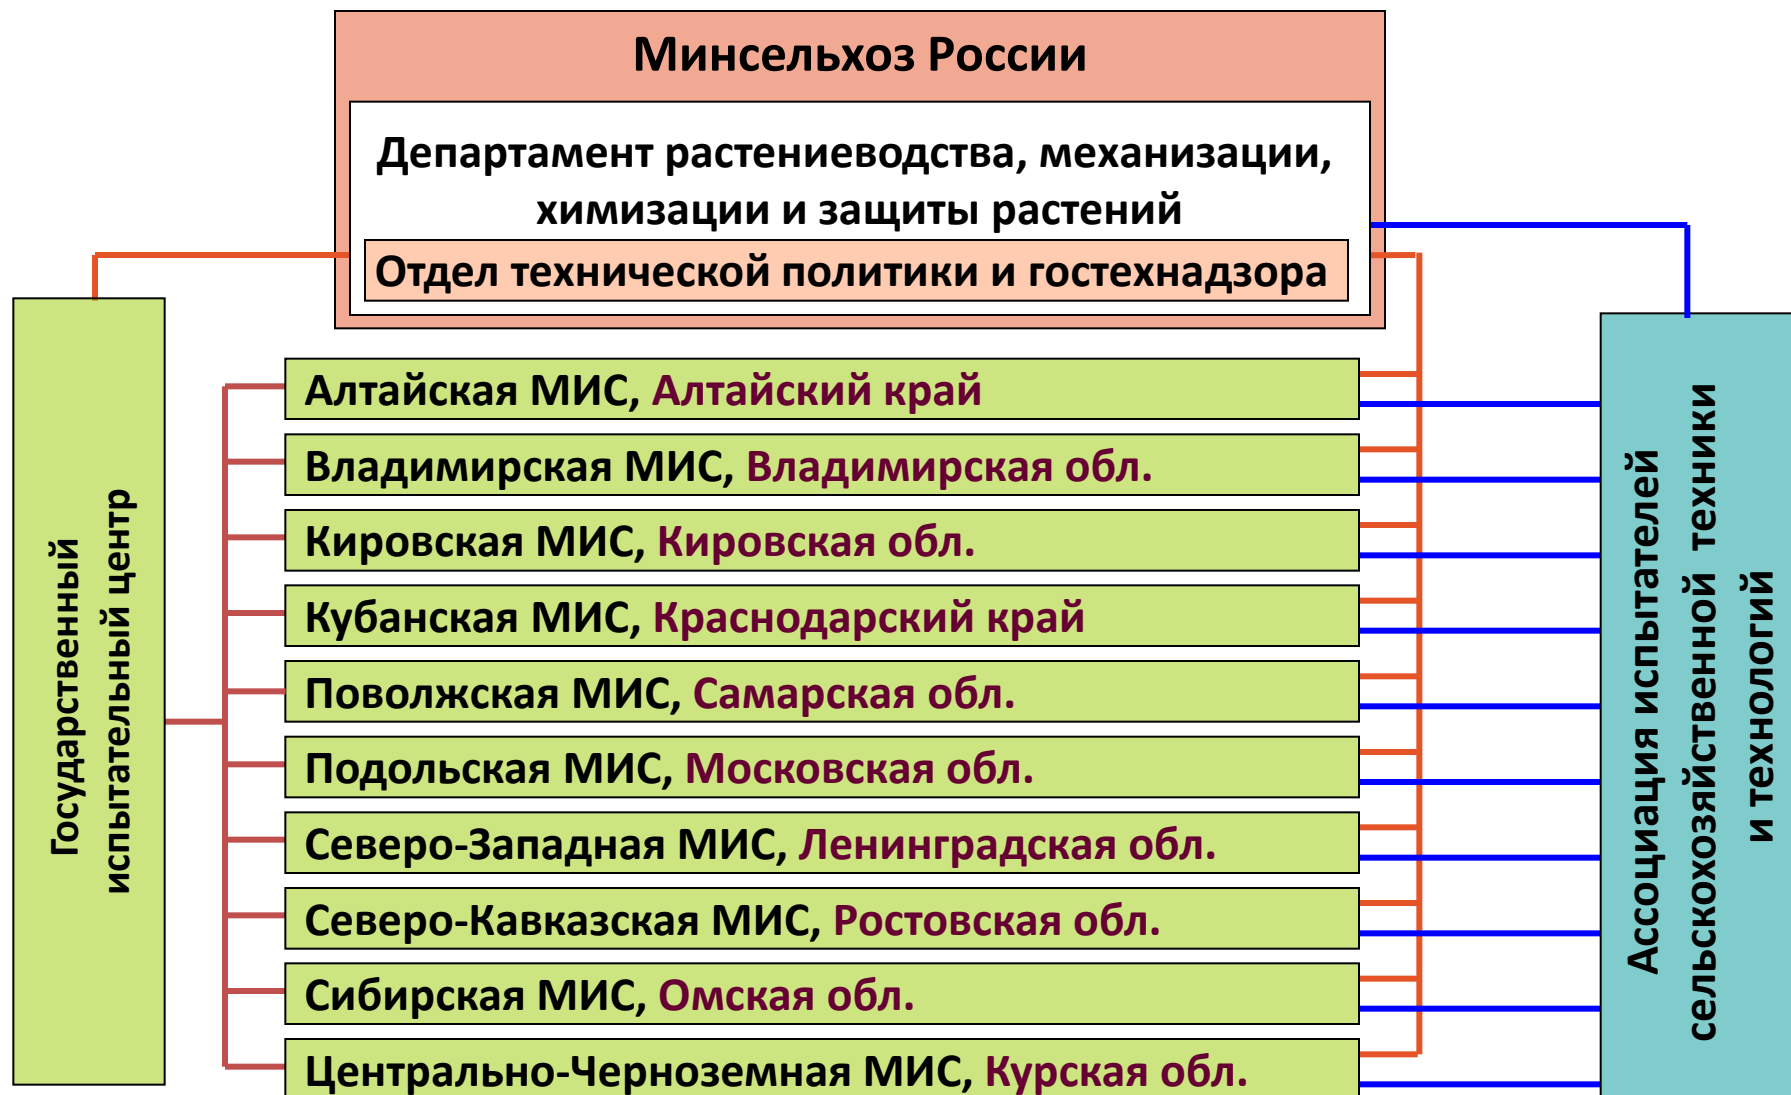 Минсельхоз России
Департамент растениеводства, механизации,
химизации и защиты растений
Отдел технической политики и гостехнадзора
Государственный
испытательный центр
Алтайская МИС, Алтайский край
Владимирская МИС, Владимирская обл.
Кировская МИС, Кировская обл.
Кубанская МИС, Краснодарский край
Поволжская МИС, Самарская обл.
Подольская МИС, Московская обл.
Северо-Западная МИС, Ленинградская обл.
Северо-Кавказская МИС, Ростовская обл.
Сибирская МИС, Омская обл.
Центрально-Черноземная МИС, Курская обл.
Ассоциация испытателей
сельскохозяйственной техники
и технологий